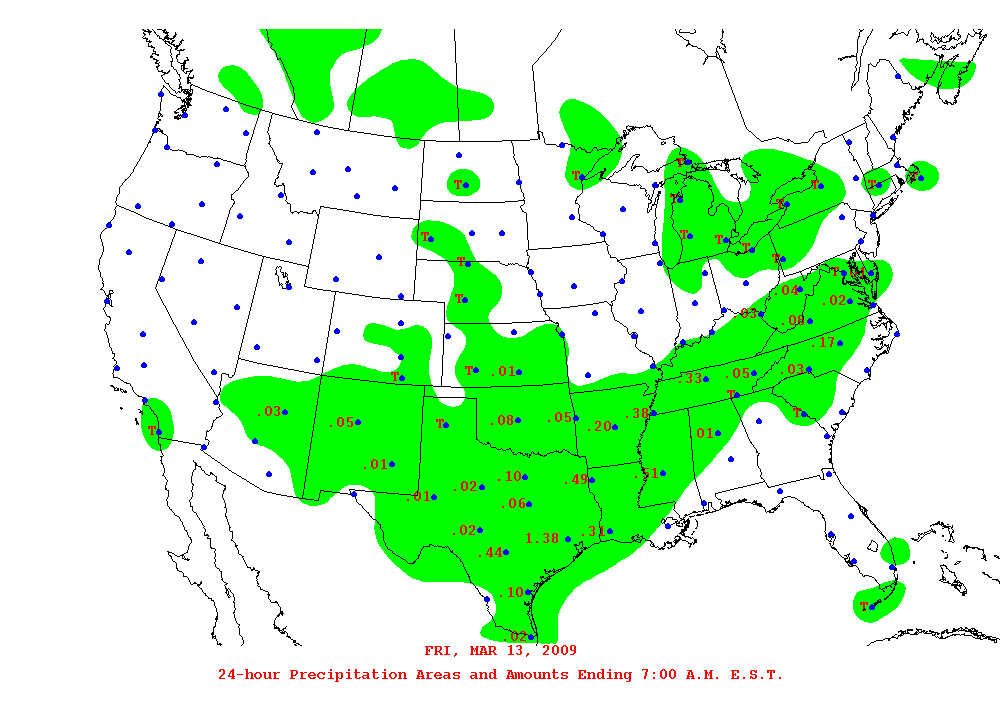 T
T
T
T
T
T
T
T
T
T
T
T
T
T
T .01
.04
.02
T
.03
.08
.17
T .01
T .33 .05 .03
T
.03 .05 T .08 .05 .20 .38 T
T .01
.01
.10 .49 .51
.01 .02
.06
.02 1.38 .31
.44
.10
T
.02
FRI, MAR 13, 2009
24-hour Precipitation Areas and Amounts Ending 7:00 A.M. E.S.T.